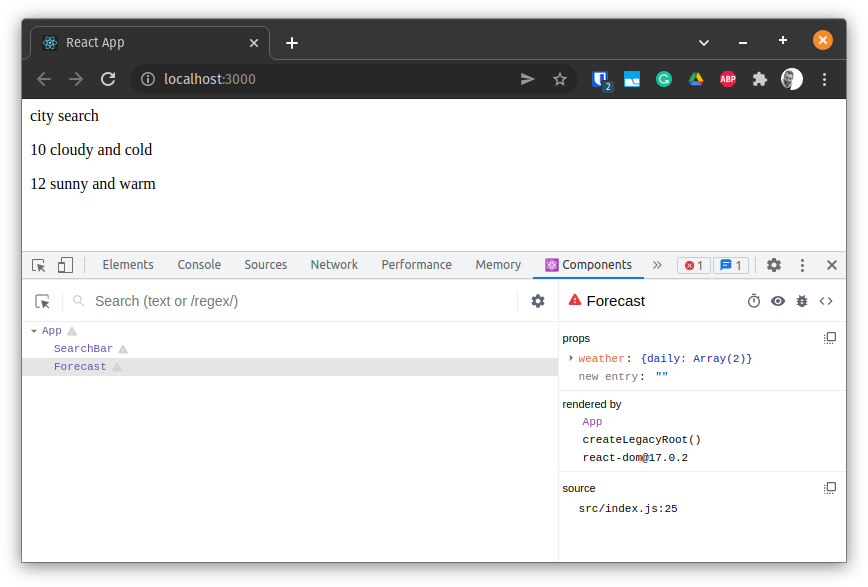 React App
localhost:3000
2
G
ABP
city search
10 cloudy and cold
12 sunny and warm
Elements Console Sources Network Performance Memory Components » 1 1
Search (text or /regex/)
Forecast
App
SearchBar
Forecast
props
weather: {daily: Array(2)}
new entry: ""
rendered by
App
createLegacyRoot()
react-dom@17.0.2
source
src/index.js:25